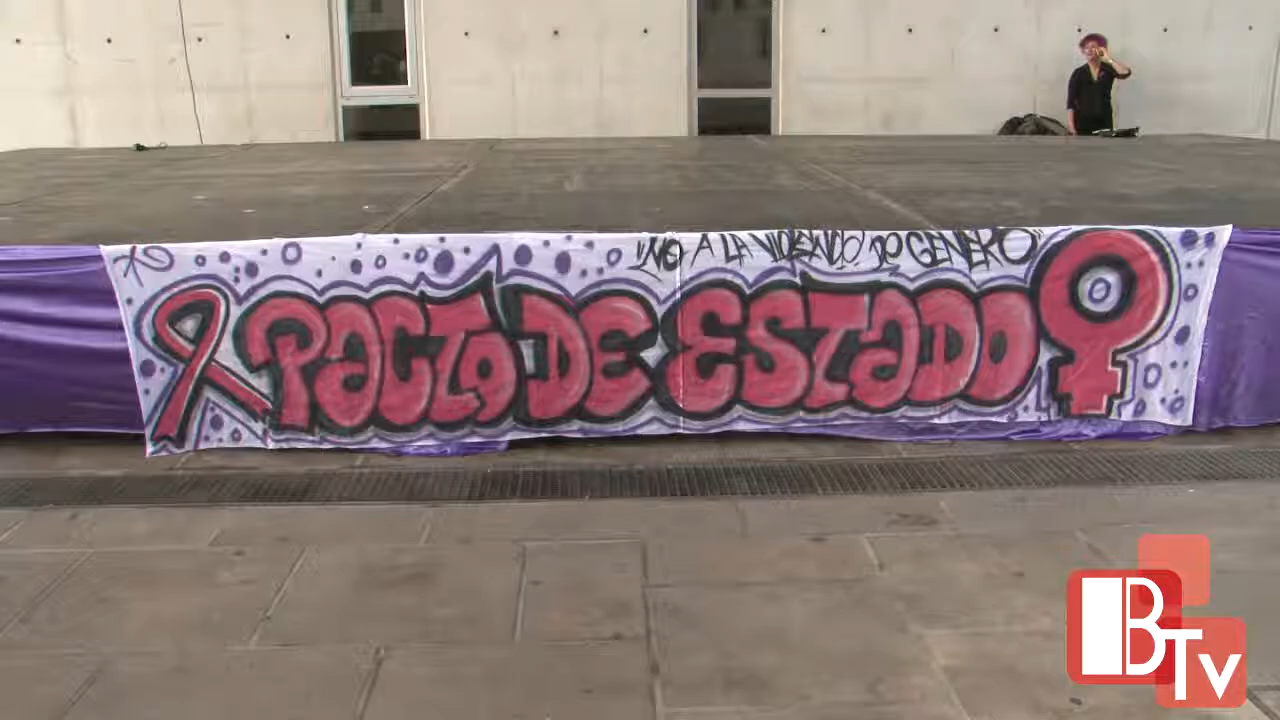 "NO A LA VIOLENCIA DE GENERO"
PACTO DE ESTADO
BTv